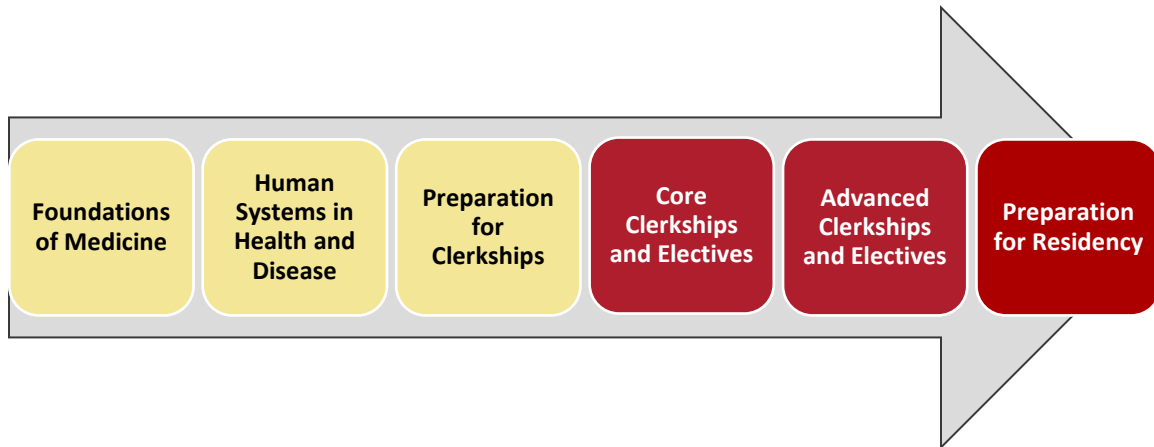 Foundations
of Medicine
Human
Systems in
Health and
Disease
Preparation
for
Clerkships
Core
Clerkships
and Electives
Advanced
Clerkships
and Electives
Preparation
for Residency